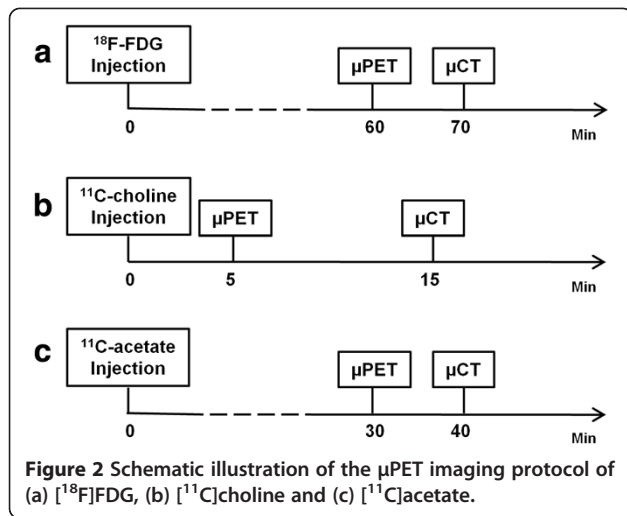 a
¹⁸F-FDG
Injection
µPET
µCT
0
60
70
Min
b
¹¹C-choline
Injection
µPET
µCT
0
5
15
Min
c
¹¹C-acetate
Injection
µPET
µCT
0
30
40
Min
Figure 2 Schematic illustration of the µPET imaging protocol of
(a) [¹⁸F]FDG, (b) [¹¹C]choline and (c) [¹¹C]acetate.